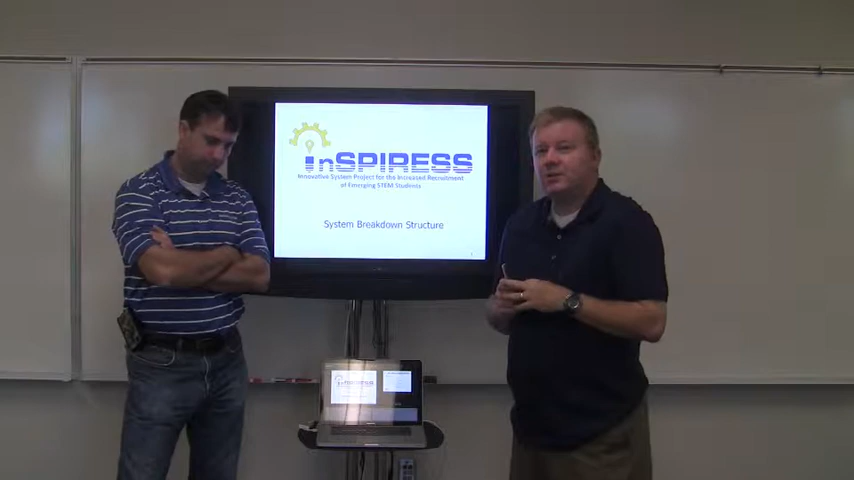 inSPIRESS
Innovative System Project for the Increased Recruitment
of Emerging STEM Students
System Breakdown Structure